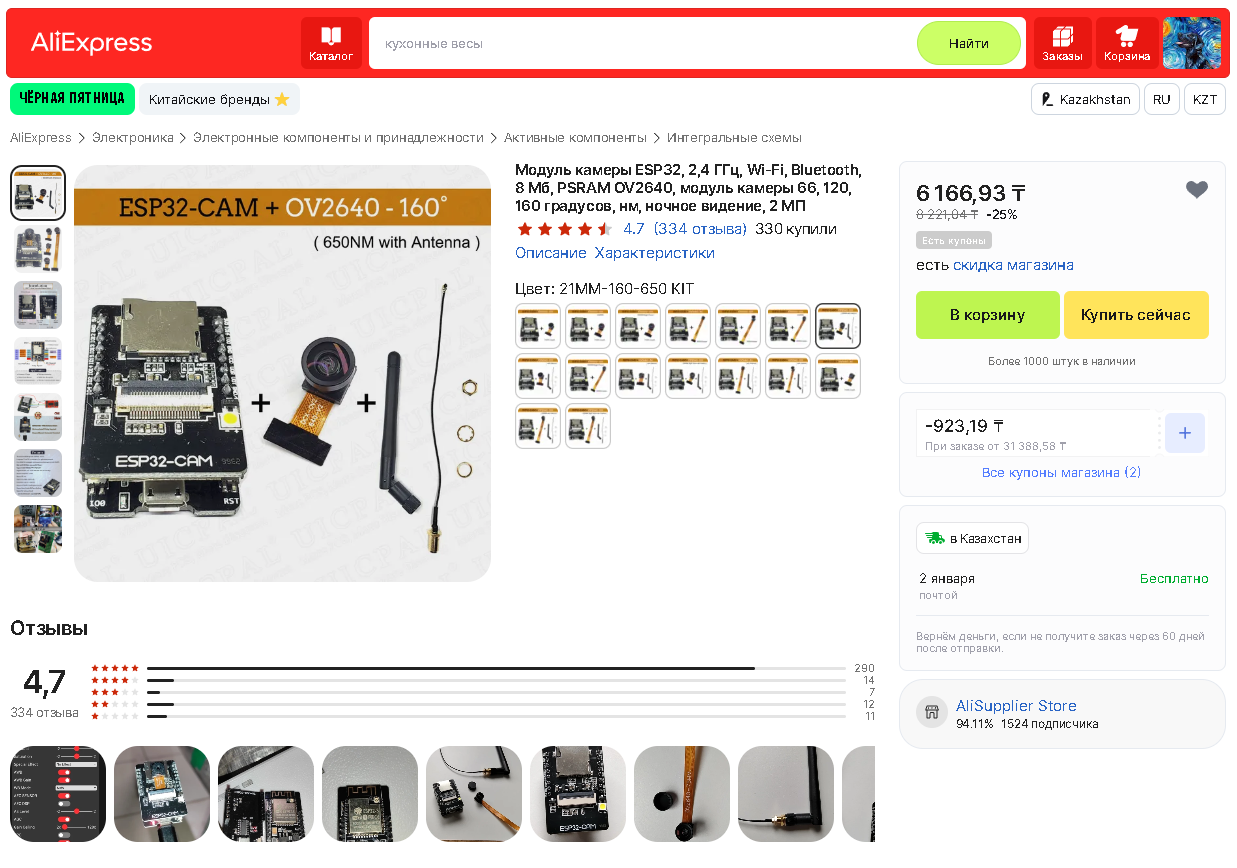 AliExpress
Каталог
кухонные весы
Найти
Заказы
Корзина
ЧЁРНАЯ ПЯТНИЦА
Китайские бренды
Kazakhstan
RU
KZT
AliExpress > Электроника > Электронные компоненты и принадлежности > Активные компоненты > Интегральные схемы
ESP32-CAM + OV2640 - 160°
( 650NM with Antenna )
ESP32-CAM
IO0
RST
Модуль камеры ESP32, 2,4 ГГц, Wi-Fi, Bluetooth,
8 Мб, PSRAM OV2640, модуль камеры 66, 120,
160 градусов, нм, ночное видение, 2 МП
4.7 (334 отзыва) 330 купили
Описание Характеристики
Цвет: 21MM-160-650 KIT
6 166,93 ₸
8 221,04 ₸ -25%
Есть купоны
есть скидка магазина
В корзину
Купить сейчас
Более 1000 штук в наличии
-923,19 ₸
При заказе от 31 388,58 ₸
+
Все купоны магазина (2)
в Казахстан
2 января
Бесплатно
почтой
Вернём деньги, если не получите заказ через 60 дней
после отправки.
AliSupplier Store
94.11% 1524 подписчика
Отзывы
4,7
334 отзыва
290
14
7
12
11
ESP32-CAM